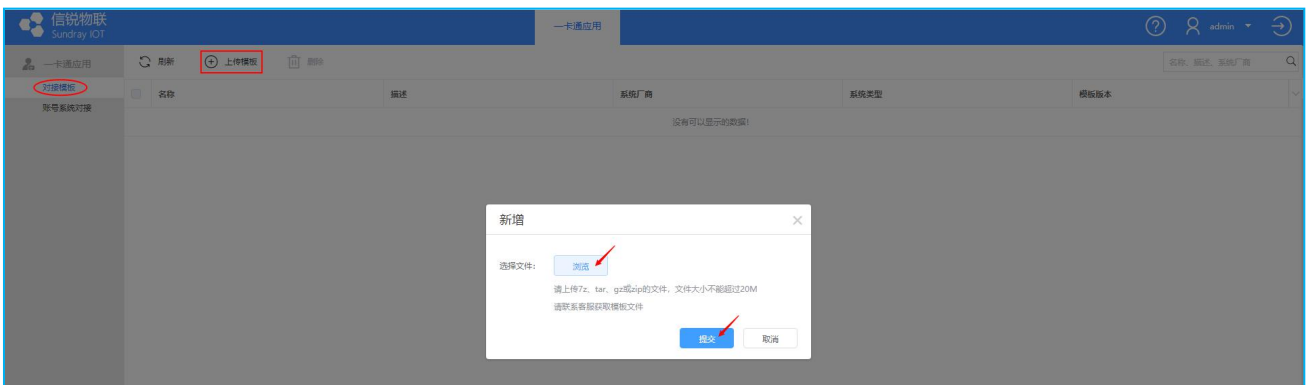 信锐物联
Sundray IOT
一卡通应用
admin
一卡通应用
刷新
上传模板
删除
名称、描述、系统厂商
对接模板
账号系统对接
名称
描述
系统厂商
系统类型
模板版本
没有可以显示的数据!
新增
选择文件:
浏览
请上传7z、tar、gz或zip的文件，文件大小不能超过20M
请联系客服获取模板文件
提交
取消